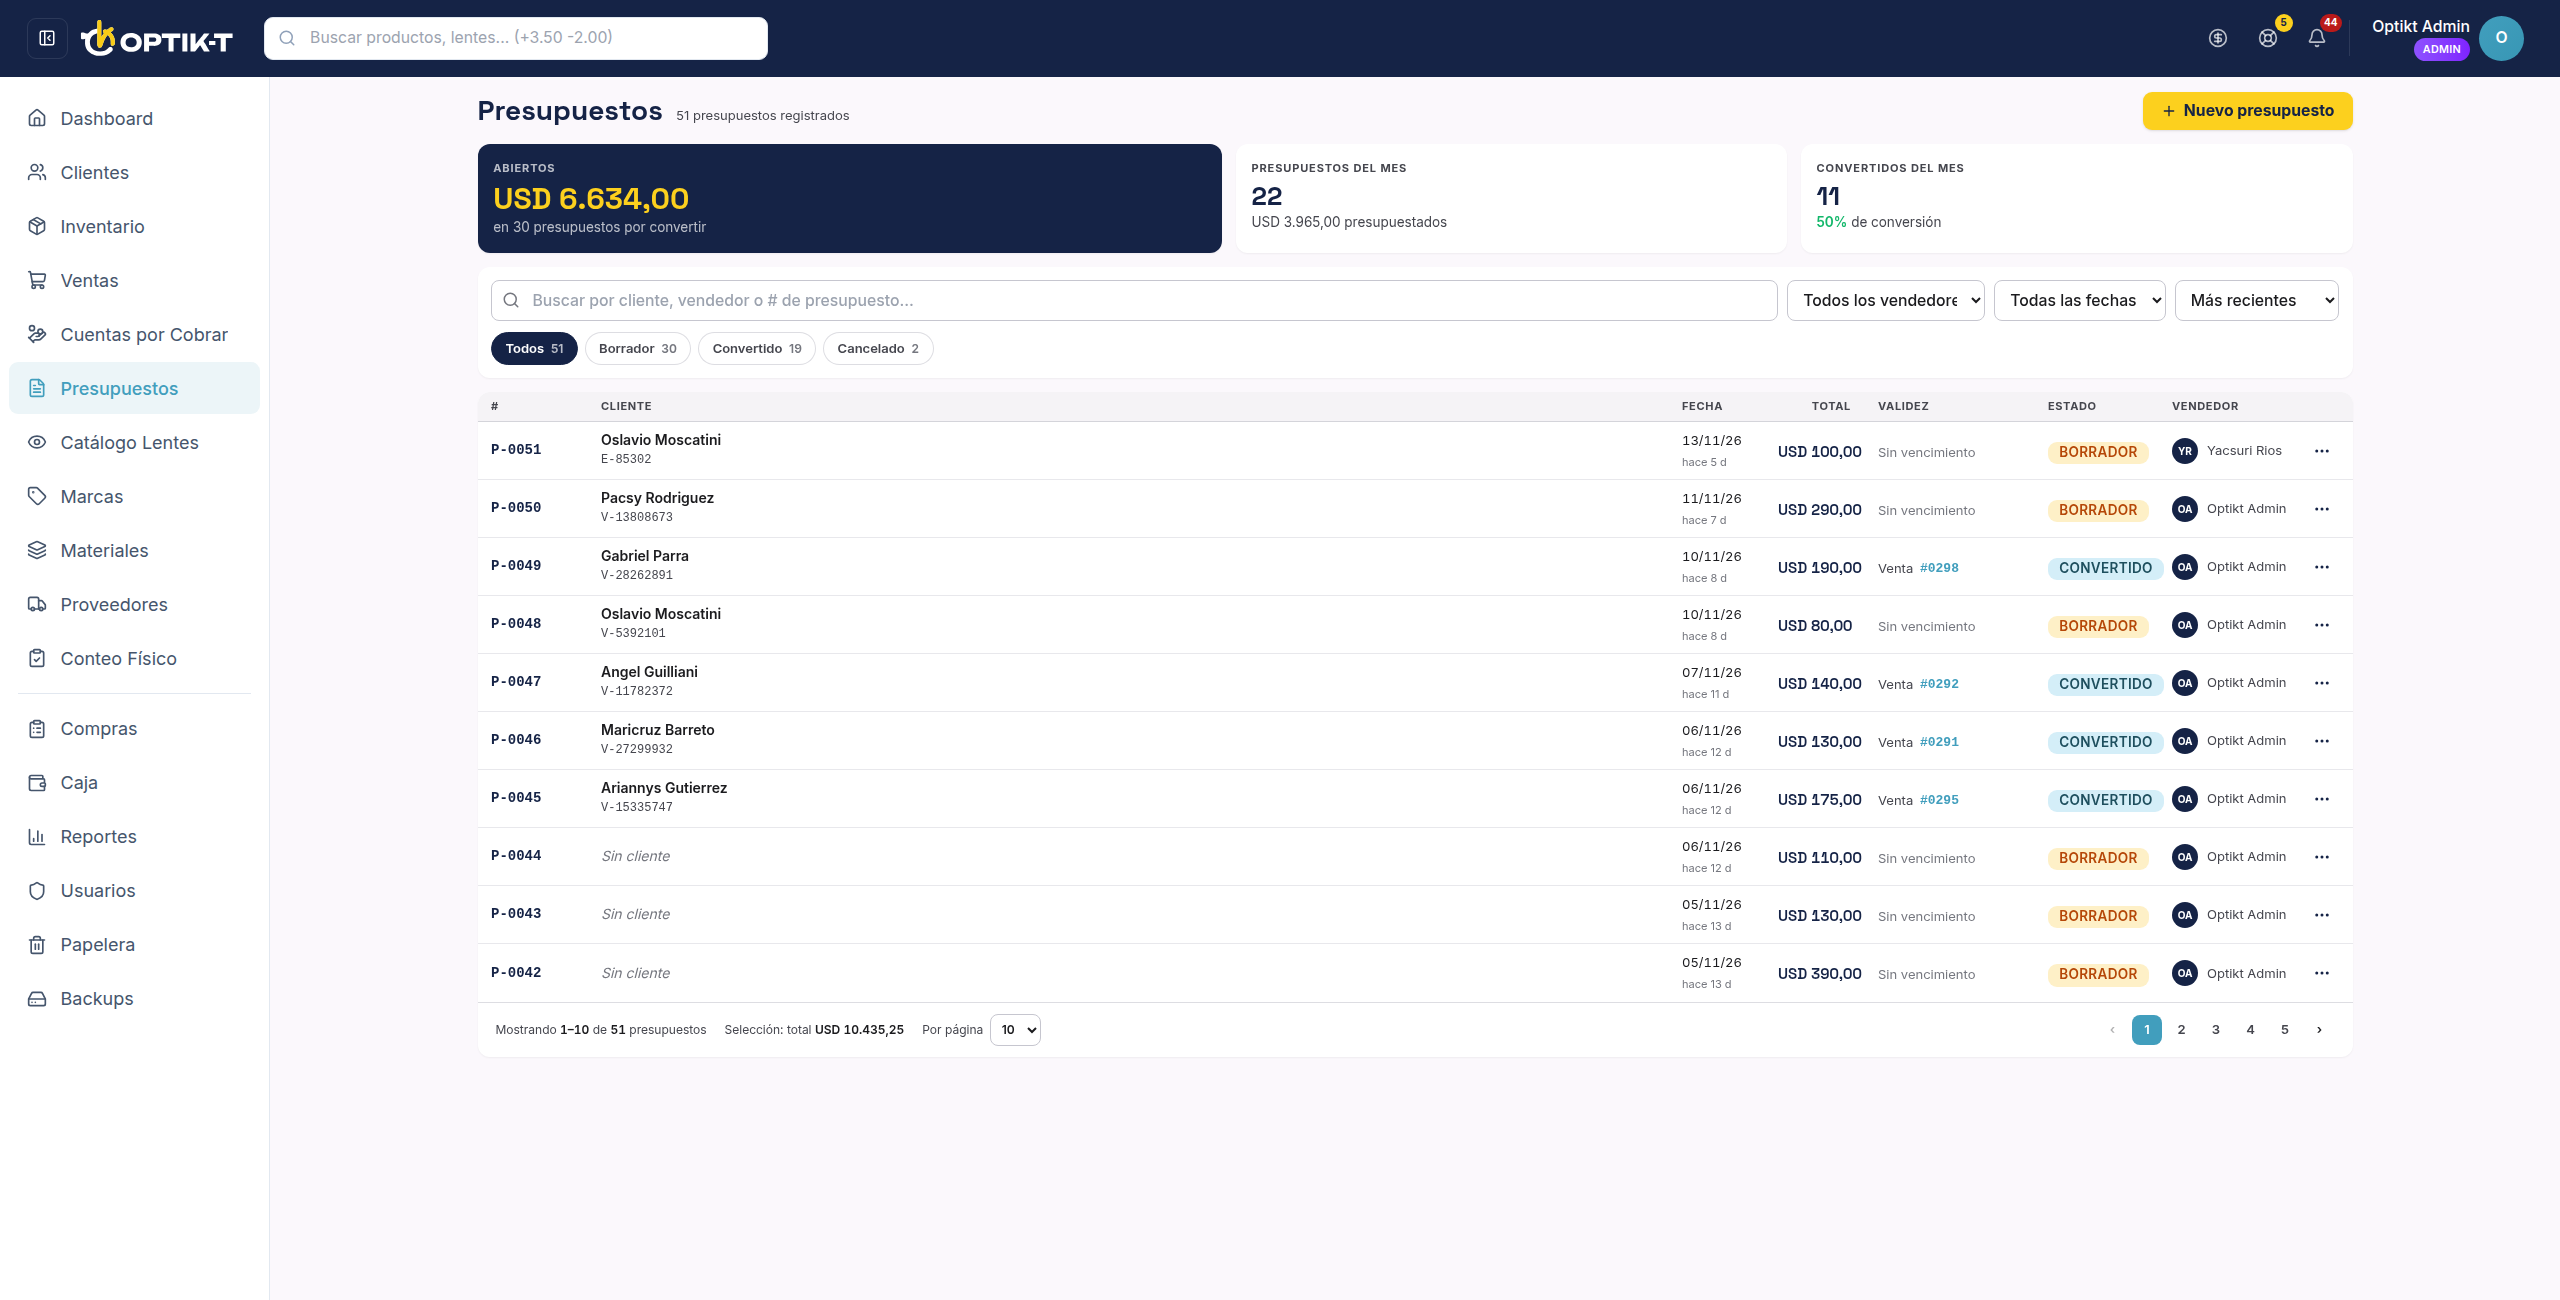 OPTIK-T
Buscar productos, lentes... (+3.50 -2.00)
5
44
Optikt Admin
ADMIN
O
Dashboard
Clientes
Inventario
Ventas
Cuentas por Cobrar
Presupuestos
Catálogo Lentes
Marcas
Materiales
Proveedores
Conteo Físico
Compras
Caja
Reportes
Usuarios
Papelera
Backups
Presupuestos 51 presupuestos registrados
+ Nuevo presupuesto
ABIERTOS
USD 6.634,00
en 30 presupuestos por convertir
PRESUPUESTOS DEL MES
22
USD 3.965,00 presupuestados
CONVERTIDOS DEL MES
11
50% de conversión
Buscar por cliente, vendedor o # de presupuesto...
Todos los vendedore
Todas las fechas
Más recientes
Todos 51
Borrador 30
Convertido 19
Cancelado 2
# CLIENTE FECHA TOTAL VALIDEZ ESTADO VENDEDOR
P-0051 Oslavio Moscatini 13/11/26 USD 100,00 Sin vencimiento BORRADOR YR Yacsuri Rios ...
E-85302 hace 5 d
P-0050 Pacsy Rodriguez 11/11/26 USD 290,00 Sin vencimiento BORRADOR OA Optikt Admin ...
V-13808673 hace 7 d
P-0049 Gabriel Parra 10/11/26 USD 190,00 Venta #0298 CONVERTIDO OA Optikt Admin ...
V-28262891 hace 8 d
P-0048 Oslavio Moscatini 10/11/26 USD 80,00 Sin vencimiento BORRADOR OA Optikt Admin ...
V-5392101 hace 8 d
P-0047 Angel Guilliani 07/11/26 USD 140,00 Venta #0292 CONVERTIDO OA Optikt Admin ...
V-11782372 hace 11 d
P-0046 Maricruz Barreto 06/11/26 USD 130,00 Venta #0291 CONVERTIDO OA Optikt Admin ...
V-27299932 hace 12 d
P-0045 Ariannys Gutierrez 06/11/26 USD 175,00 Venta #0295 CONVERTIDO OA Optikt Admin ...
V-15335747 hace 12 d
P-0044 Sin cliente 06/11/26 USD 110,00 Sin vencimiento BORRADOR OA Optikt Admin ...
hace 12 d
P-0043 Sin cliente 05/11/26 USD 130,00 Sin vencimiento BORRADOR OA Optikt Admin ...
hace 13 d
P-0042 Sin cliente 05/11/26 USD 390,00 Sin vencimiento BORRADOR OA Optikt Admin ...
hace 13 d
Mostrando 1–10 de 51 presupuestos Selección: total USD 10.435,25 Por página 10
‹ 1 2 3 4 5 ›